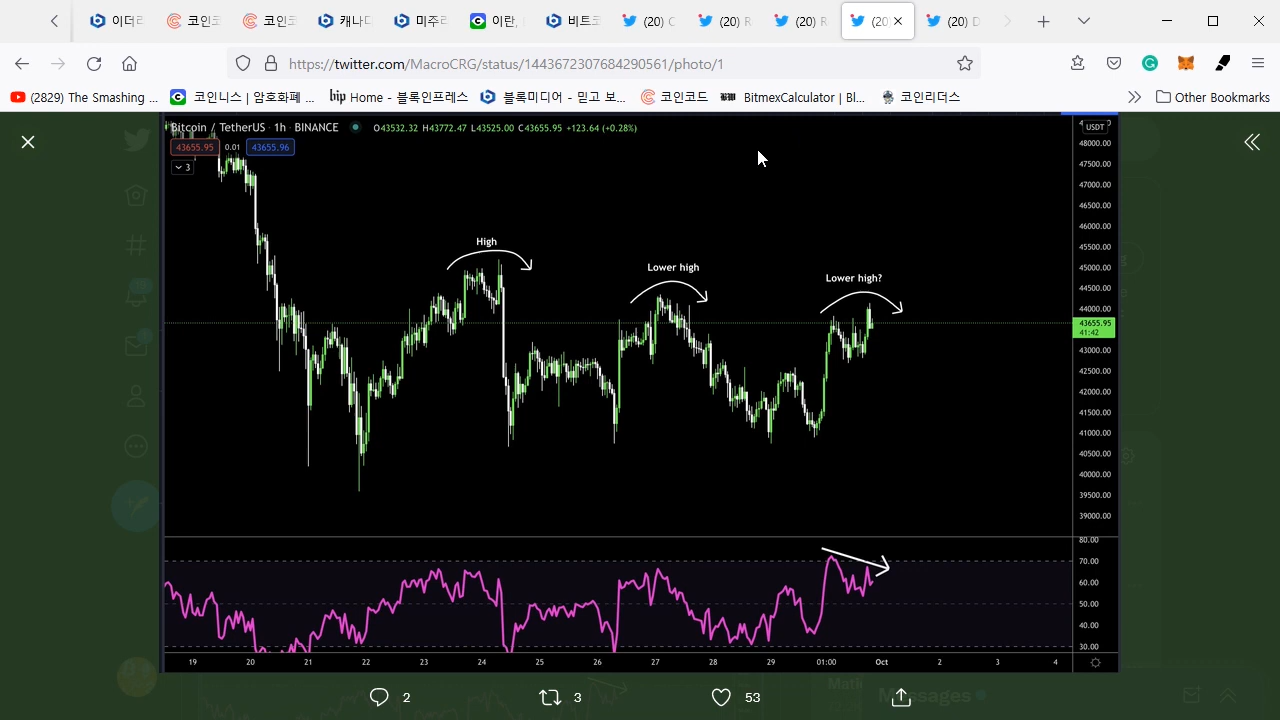 이더리
코인코
코인코
캐나다
미주리
이란,
비트코
(20) C
(20) R
(20) R
(20)
(20) D
https://twitter.com/MacroCRG/status/1443672307684290561/photo/1
(2829) The Smashing ...
코인니스 | 암호화폐 ...
bip Home - 블록인프레스
블록미디어 - 믿고 보...
코인코드
BitmexCalculator | Bl...
코인리더스
Other Bookmarks
Bitcoin / TetherUS · 1h · BINANCE
O43532.32 H43772.47 L43525.00 C43655.95 +123.64 (+0.28%)
43655.95 0.01 43655.96
3
USDT
48000.00
47500.00
47000.00
46500.00
46000.00
45500.00
45000.00
44500.00
44000.00
43655.95
41:42
43000.00
42500.00
42000.00
41500.00
41000.00
40500.00
40000.00
39500.00
39000.00
High
Lower high
Lower high?
80.00
70.00
60.00
50.00
40.00
30.00
19 20 21 22 23 24 25 26 27 28 29 01:00 Oct 2 3 4
2
3
53
Messages